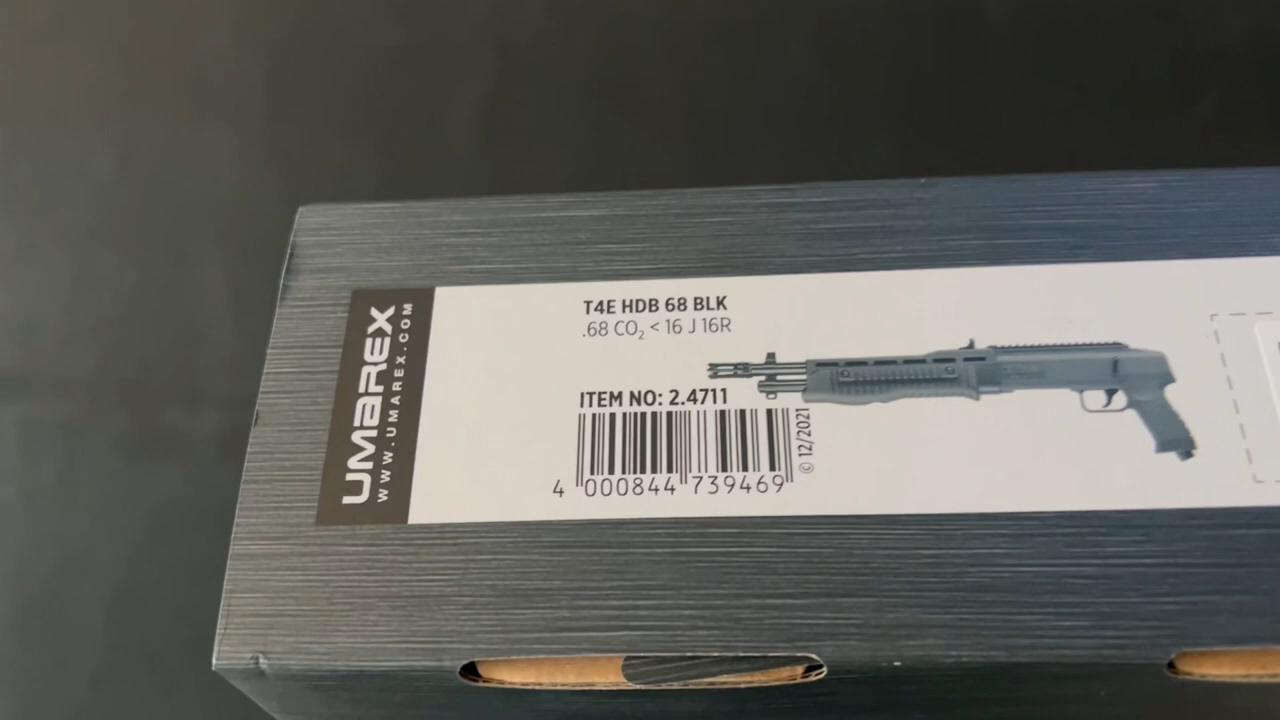 UMAREX
WWW.UMAREX.COM
T4E HDB 68 BLK
.68 CO₂ < 16 J 16R
ITEM NO: 2.4711
4 000844 739469
© 12/2021